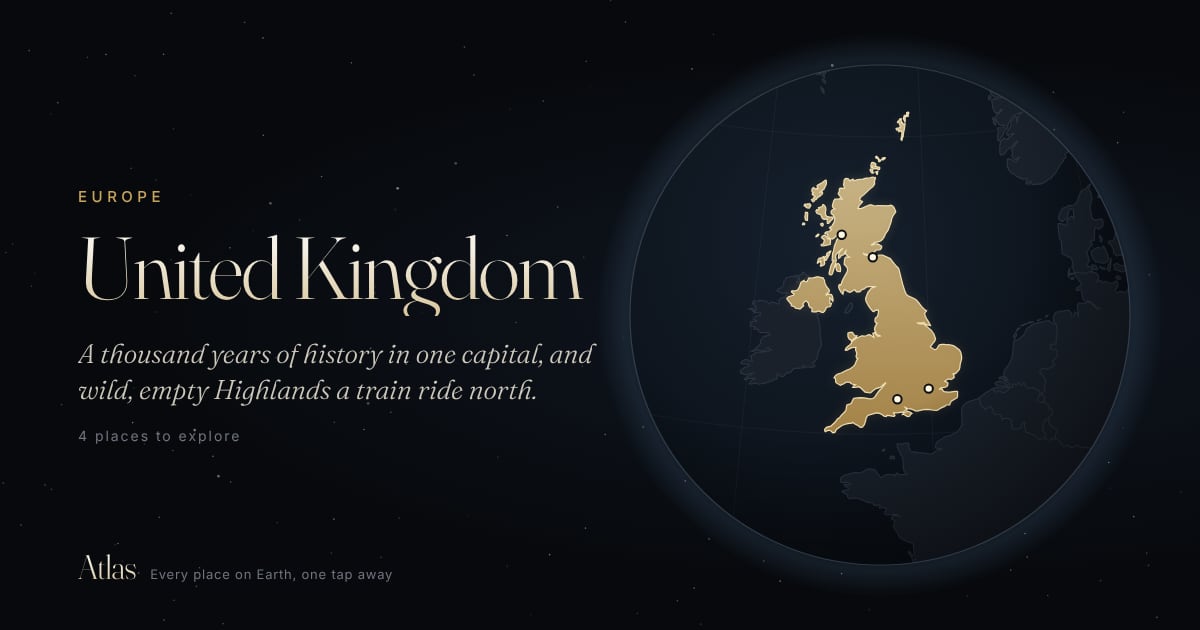 EUROPE
United Kingdom
A thousand years of history in one capital, and
wild, empty Highlands a train ride north.
4 places to explore
Atlas Every place on Earth, one tap away